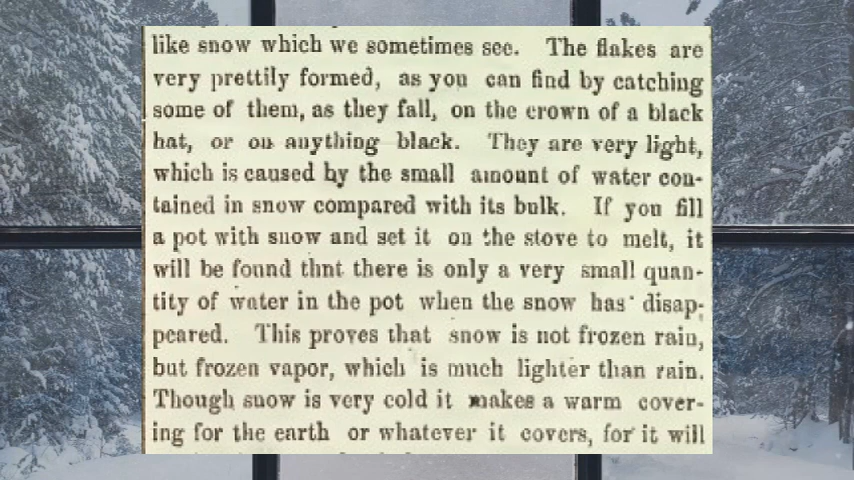 like snow which we sometimes see. The flakes are
very prettily formed, as you can find by catching
some of them, as they fall, on the crown of a black
hat, or on anything black. They are very light,
which is caused by the small amount of water con-
tained in snow compared with its bulk. If you fill
a pot with snow and set it on the stove to melt, it
will be found that there is only a very small quan-
tity of water in the pot when the snow has disap-
peared. This proves that snow is not frozen rain,
but frozen vapor, which is much lighter than rain.
Though snow is very cold it makes a warm cover-
ing for the earth or whatever it covers, for it will